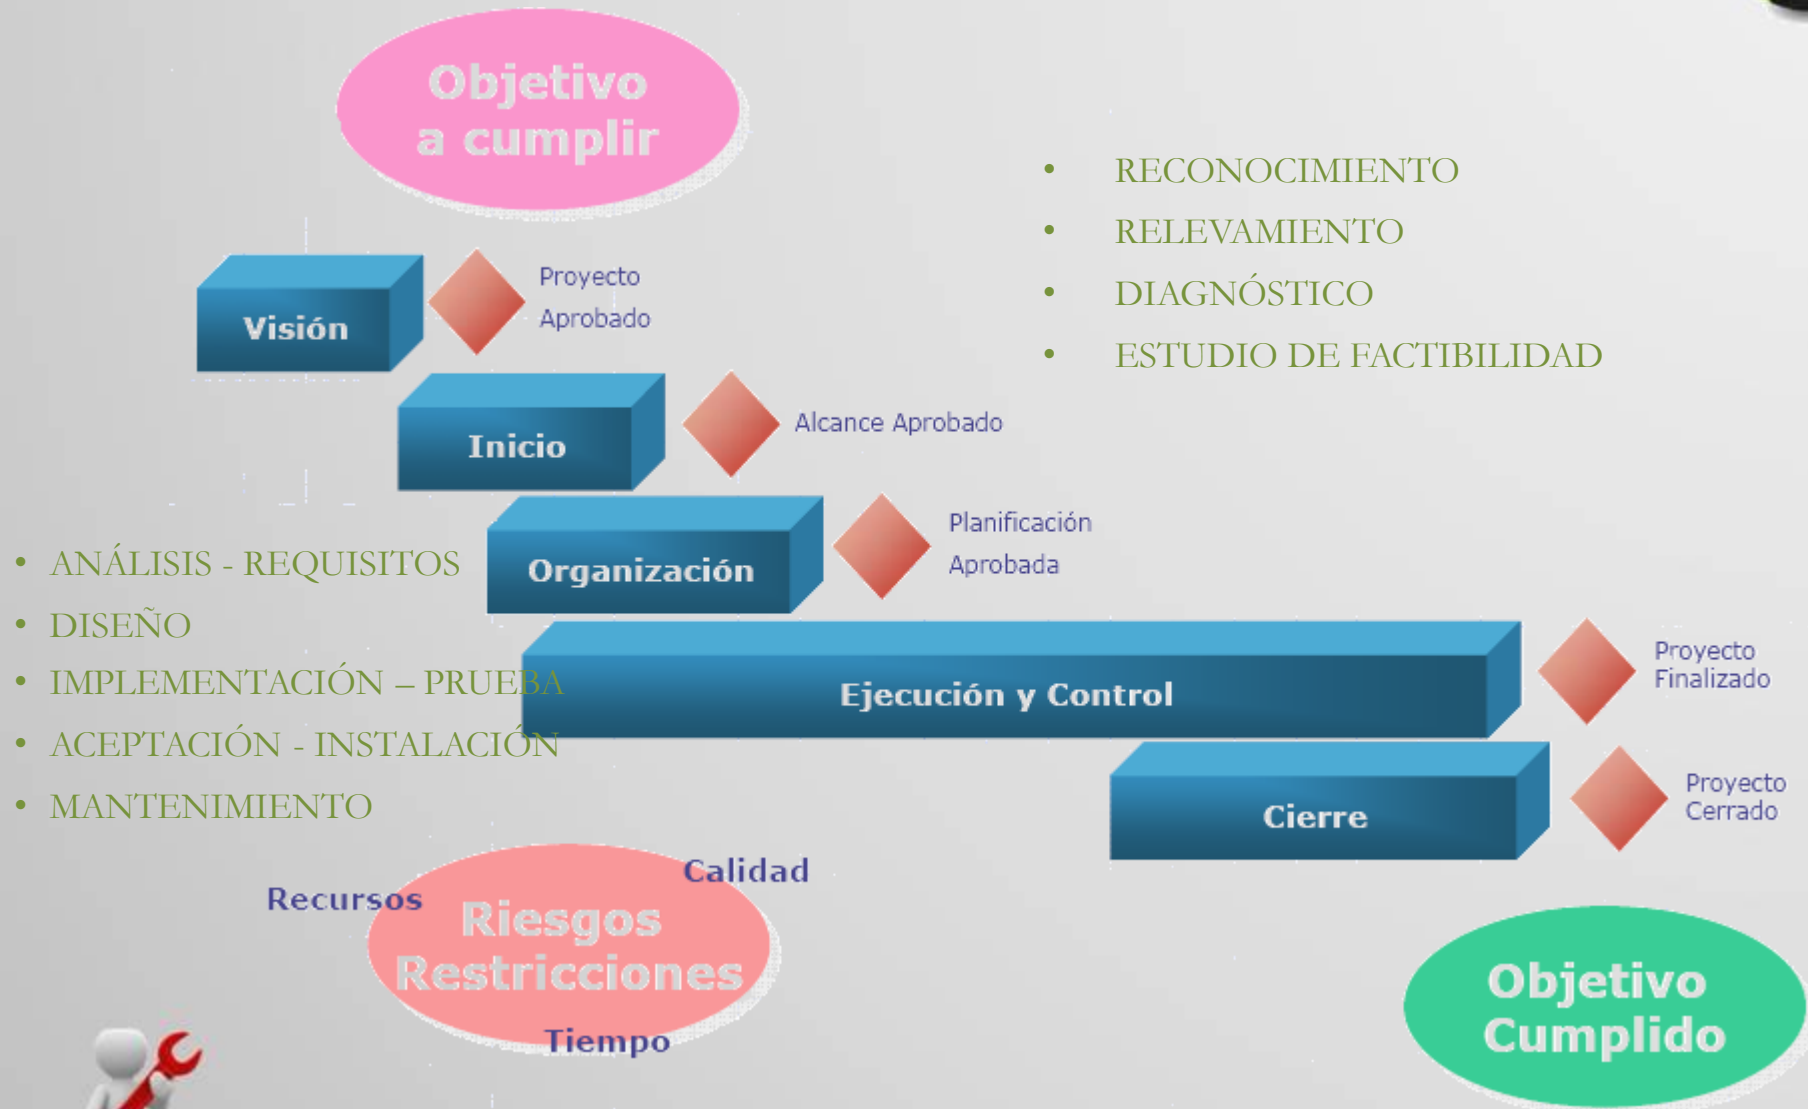 Objetivo
a cumplir
• RECONOCIMIENTO
• RELEVAMIENTO
• DIAGNÓSTICO
• ESTUDIO DE FACTIBILIDAD
Visión
Proyecto
Aprobado
Inicio
Alcance Aprobado
Organización
Planificación
Aprobada
• ANÁLISIS - REQUISITOS
• DISEÑO
• IMPLEMENTACIÓN – PRUEBA
• ACEPTACIÓN - INSTALACIÓN
• MANTENIMIENTO
Ejecución y Control
Proyecto
Finalizado
Cierre
Proyecto
Cerrado
Calidad
Recursos
Riesgos
Restricciones
Tiempo
Objetivo
Cumplido